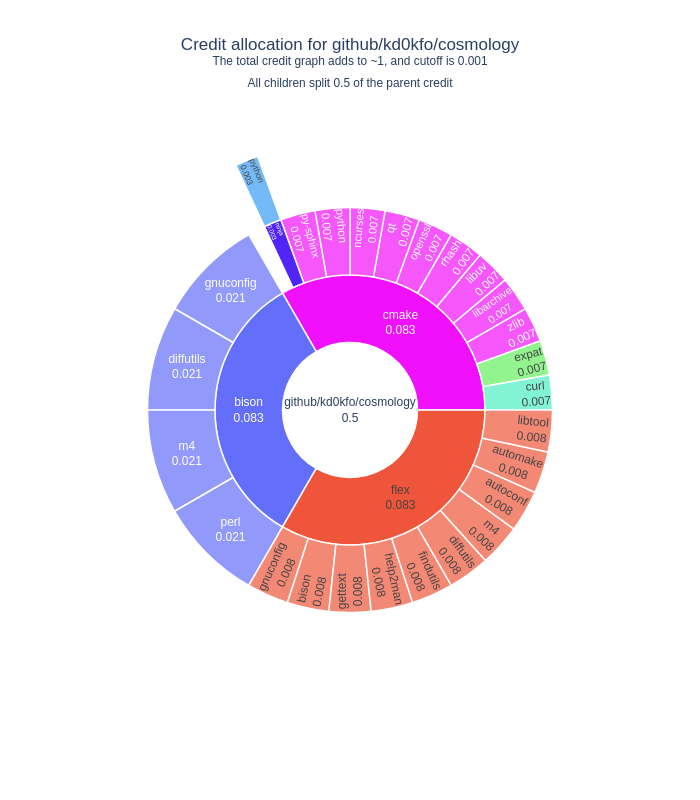 Credit allocation for github/kd0kfo/cosmology
The total credit graph adds to ~1, and cutoff is 0.001
All children split 0.5 of the parent credit
python
0.003
0.003
py-sphinx
0.007
python
0.007
ncurses
0.007
qt
0.007
openssl
0.007
rhash
0.007
libuv
0.007
libarchive
0.007
zlib
0.007
expat
0.007
curl
0.007
cmake
0.083
gnuconfig
0.021
diffutils
0.021
m4
0.021
perl
0.021
bison
0.083
github/kd0kfo/cosmology
0.5
flex
0.083
libtool
0.008
automake
0.008
autoconf
0.008
m4
0.008
diffutils
0.008
findutils
0.008
help2man
0.008
gettext
0.008
bison
0.008
gnuconfig
0.008